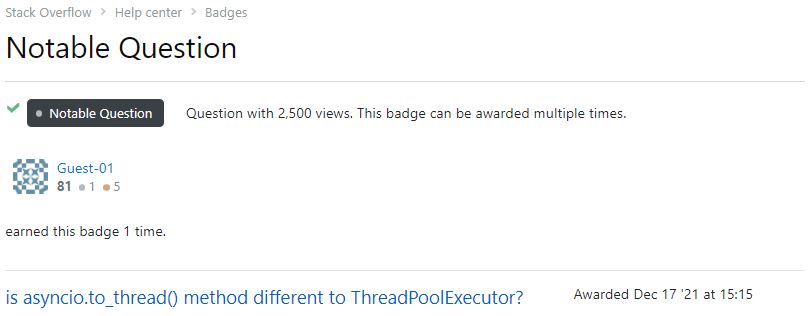 Stack Overflow > Help center > Badges
Notable Question
Notable Question Question with 2,500 views. This badge can be awarded multiple times.
Guest-01
81 1 5
earned this badge 1 time.
is asyncio.to_thread() method different to ThreadPoolExecutor? Awarded Dec 17 '21 at 15:15